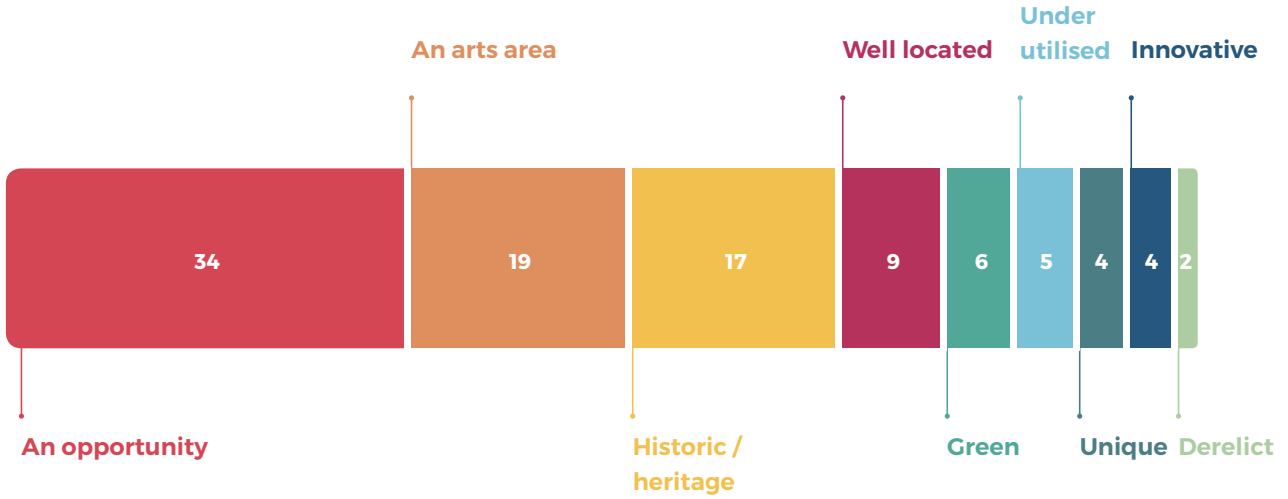 Under
An arts area
Well located
utilised
Innovative
34
19
17
9
6
5
4
4
2
An opportunity
Historic /
heritage
Green
Unique
Derelict